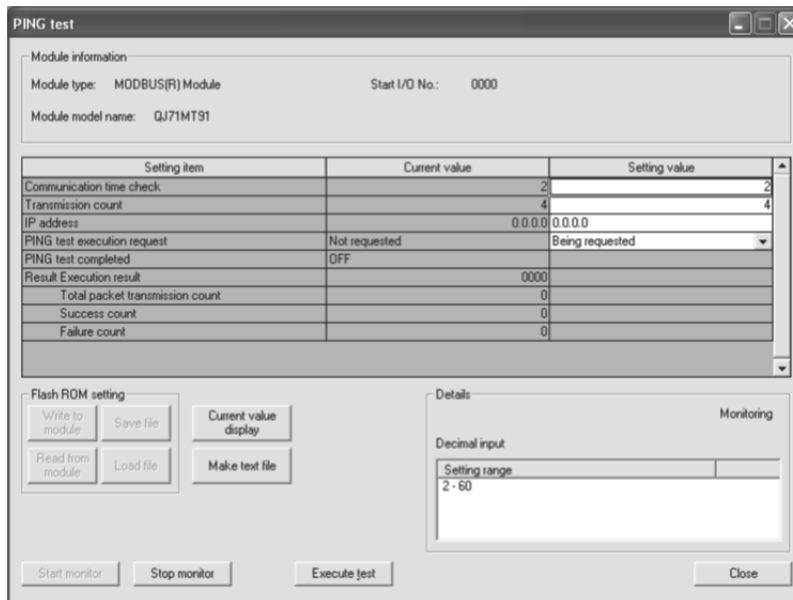 PING test
Module information
Module type: MODBUS(R) Module Start I/O No.: 0000
Module model name: QJ71MT91
Setting item Current value Setting value
Communication time check 2 2
Transmission count 4 4
IP address 0.0.0.0 0.0.0.0
PING test execution request Not requested Being requested
PING test completed OFF
Result Execution result 0000
Total packet transmission count 0
Success count 0
Failure count 0
Flash ROM setting
Write to module Save file
Current value display
Read from module Load file
Make text file
Details
Monitoring
Decimal input
Setting range
2 - 60
Start monitor Stop monitor Execute test Close